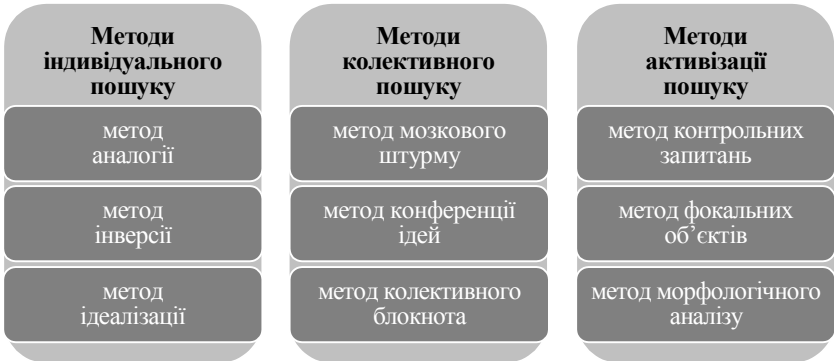 Методи
індивідуального
пошуку
метод
аналогії
метод
інверсії
метод
ідеалізації
Методи
колективного
пошуку
метод мозкового
штурму
метод конференції
ідей
метод колективного
блокнота
Методи
активізації
пошуку
метод контрольних
запитань
метод фокальних
об’єктів
метод морфологічного
аналізу